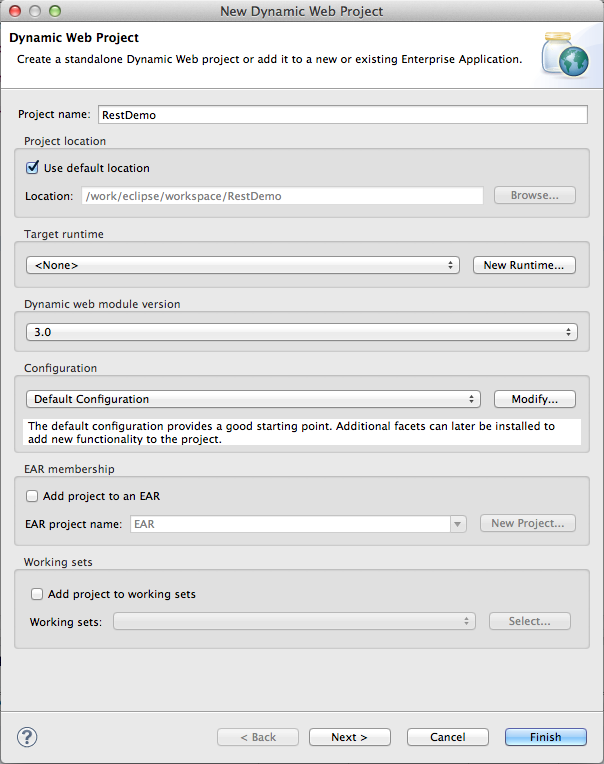 New Dynamic Web Project
Dynamic Web Project
Create a standalone Dynamic Web project or add it to a new or existing Enterprise Application.
Project name: RestDemo
Project location
Use default location
Location: /work/eclipse/workspace/RestDemo Browse...
Target runtime
<None> New Runtime...
Dynamic web module version
3.0
Configuration
Default Configuration Modify...
The default configuration provides a good starting point. Additional facets can later be installed to
add new functionality to the project.
EAR membership
Add project to an EAR
EAR project name: EAR New Project...
Working sets
Add project to working sets
Working sets: Select...
? < Back Next > Cancel Finish